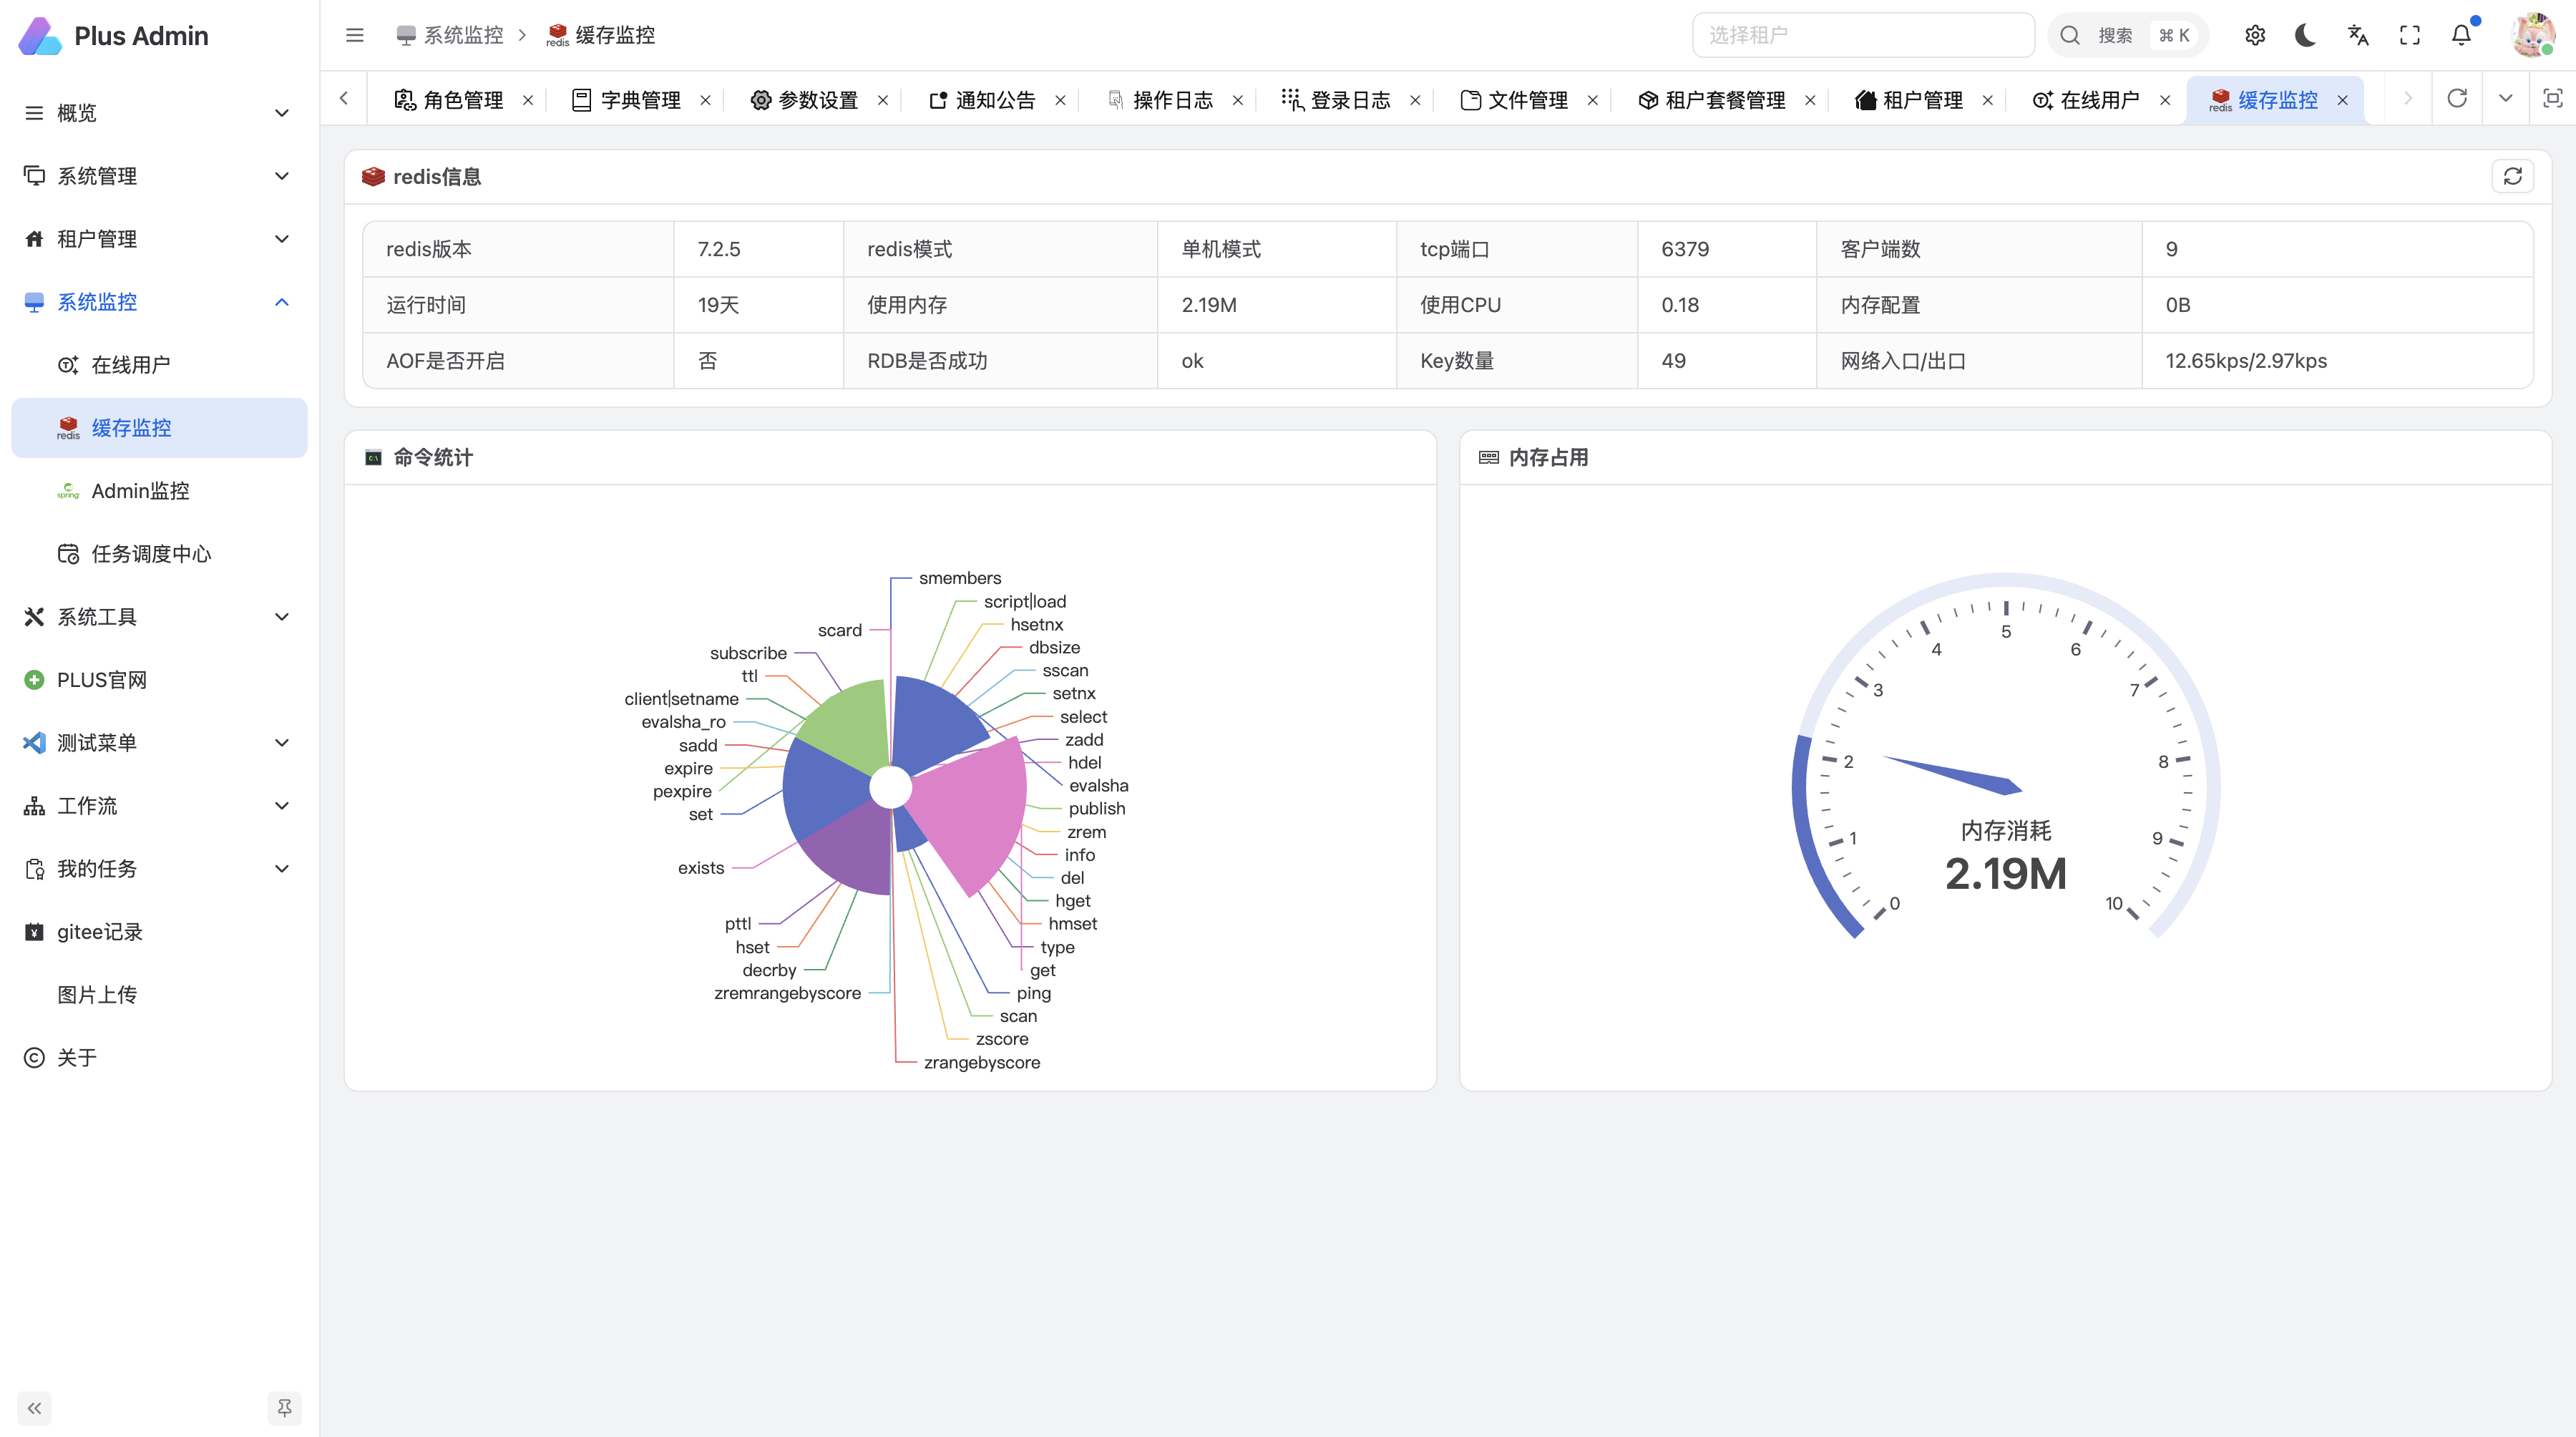 Plus Admin
系统监控 > redis 缓存监控
选择租户
搜索 ⌘ K
角色管理 字典管理 参数设置 通知公告 操作日志 登录日志 文件管理 租户套餐管理 租户管理 在线用户 redis 缓存监控
概览
系统管理
租户管理
系统监控
在线用户
redis 缓存监控
spring Admin监控
任务调度中心
系统工具
PLUS官网
测试菜单
工作流
我的任务
gitee记录
图片上传
关于
redis信息
redis版本 7.2.5 redis模式 单机模式 tcp端口 6379 客户端数 9
运行时间 19天 使用内存 2.19M 使用CPU 0.18 内存配置 0B
AOF是否开启 否 RDB是否成功 ok Key数量 49 网络入口/出口 12.65kps/2.97kps
C:\ 命令统计
smembers
script|load
hsetnx
dbsize
sscan
setnx
select
zadd
hdel
evalsha
publish
zrem
info
del
hget
hmset
type
get
ping
scan
zscore
zrangebyscore
scard
subscribe
ttl
client|setname
evalsha_ro
sadd
expire
pexpire
set
exists
pttl
hset
decrby
zremrangebyscore
内存占用
0
1
2
3
4
5
6
7
8
9
10
内存消耗
2.19M